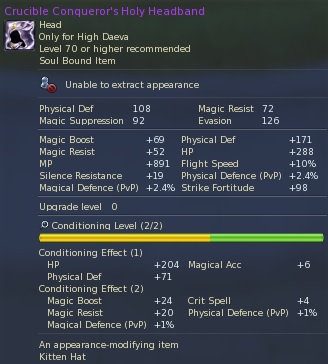 Crucible Conqueror's Holy Headband
Head
Only for High Daeva
Level 70 or higher recommended
Soul Bound Item
Unable to extract appearance
Physical Def 108 Magic Resist 72
Magic Suppression 92 Evasion 126
Magic Boost +69 Physical Def +171
Magic Resist +52 HP +288
MP +891 Flight Speed +10%
Silence Resistance +19 Physical Defence (PvP) +2.4%
Magical Defence (PvP) +2.4% Strike Fortitude +98
Upgrade level 0
Conditioning Level (2/2)
Conditioning Effect (1)
HP +204 Magical Acc +6
Physical Def +71
Conditioning Effect (2)
Magic Boost +24 Crit Spell +4
Magic Resist +20 Physical Defence (PvP) +1%
Magical Defence (PvP) +1%
An appearance-modifying item
Kitten Hat